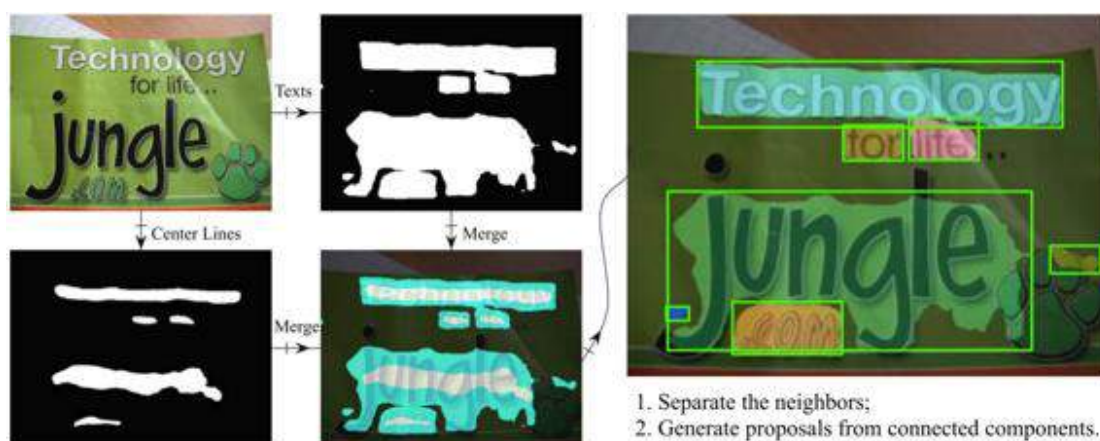 Technology
for life...
jungle
.com
Texts
Center Lines
Merge
Merge
Technology
for life...
jungle
.com
1. Separate the neighbors;
2. Generate proposals from connected components.